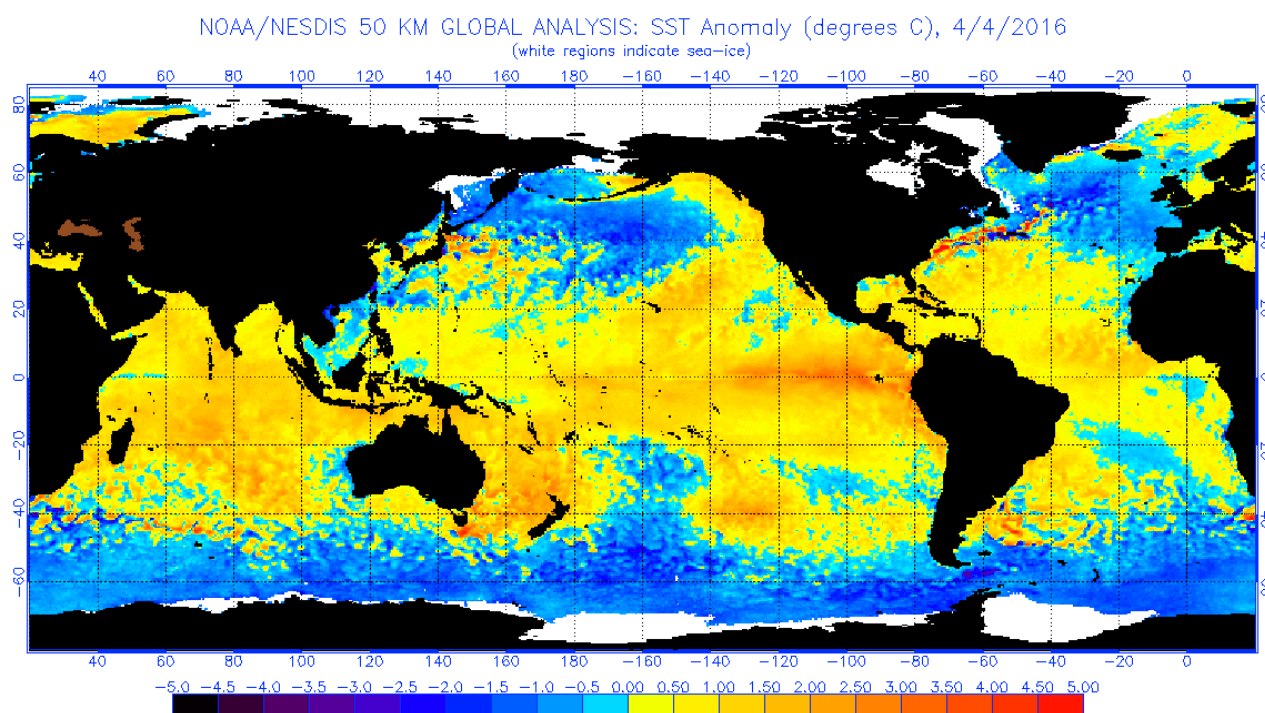 NOAA/NESDIS 50 KM GLOBAL ANALYSIS: SST Anomaly (degrees C), 4/4/2016
(white regions indicate sea-ice)
40 60 80 100 120 140 160 180 -160 -140 -120 -100 -80 -60 -40 -20 0
80
60
40
20
0
-20
-40
-60
40 60 80 100 120 140 160 180 -160 -140 -120 -100 -80 -60 -40 -20 0
-5.0 -4.5 -4.0 -3.5 -3.0 -2.5 -2.0 -1.5 -1.0 -0.5 0.00 0.50 1.00 1.50 2.00 2.50 3.00 3.50 4.00 4.50 5.00